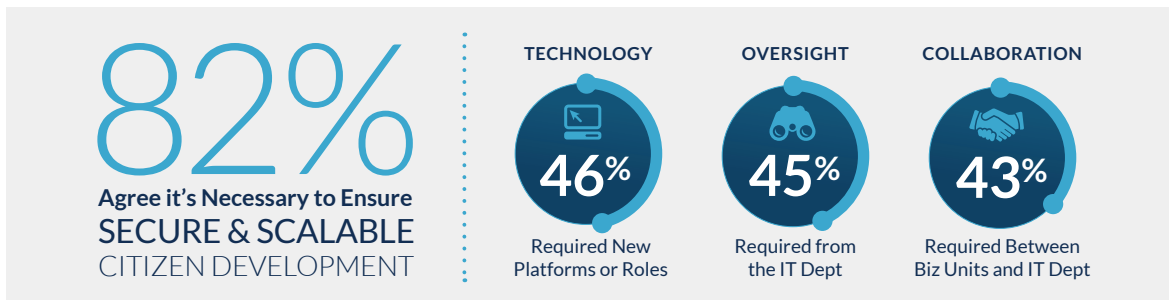 82%
Agree it's Necessary to Ensure
SECURE & SCALABLE
CITIZEN DEVELOPMENT
TECHNOLOGY
46%
Required New
Platforms or Roles
OVERSIGHT
45%
Required from
the IT Dept
COLLABORATION
43%
Required Between
Biz Units and IT Dept